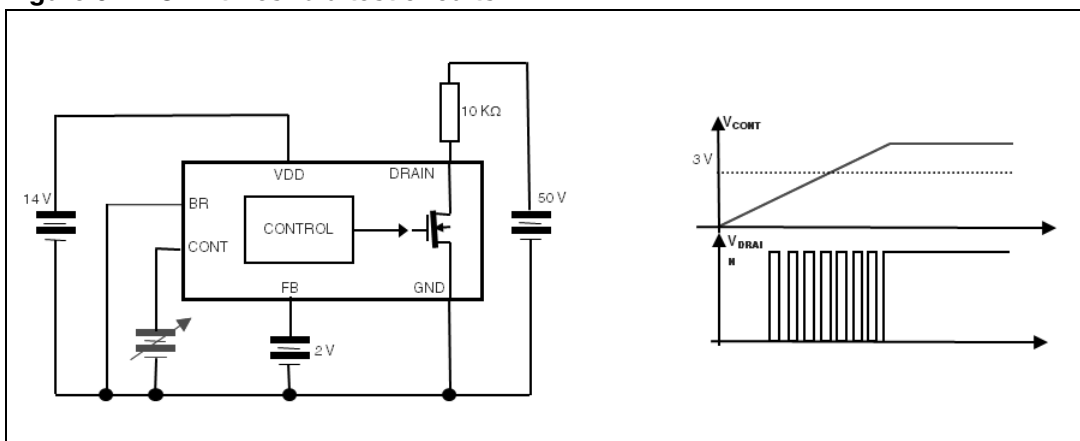 10 KΩ
VDD
DRAIN
14 V
BR
50 V
CONTROL
CONT
FB
GND
2 V
VCONT
3 V
VDRAI
N